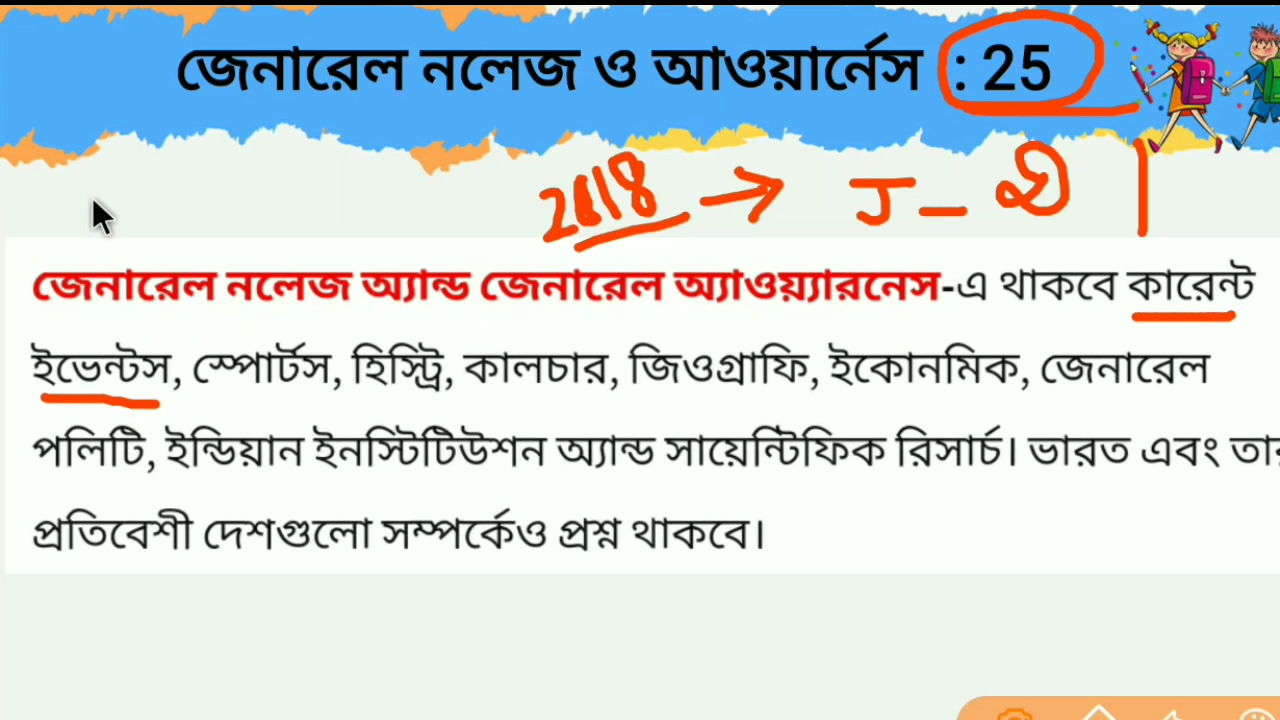 জেনারেল নলেজ ও আওয়ার্নেস : 25
2018 →
জেনারেল নলেজ অ্যান্ড জেনারেল অ্যাওয়্যারনেস-এ থাকবে কারেন্ট
ইভেন্টস, স্পোর্টস, হিস্ট্রি, কালচার, জিওগ্রাফি, ইকোনমিক, জেনারেল
পলিটি, ইন্ডিয়ান ইনস্টিটিউশন অ্যান্ড সায়েন্টিফিক রিসার্চ। ভারত এবং
প্রতিবেশী দেশগুলো সম্পর্কেও প্রশ্ন থাকবে।